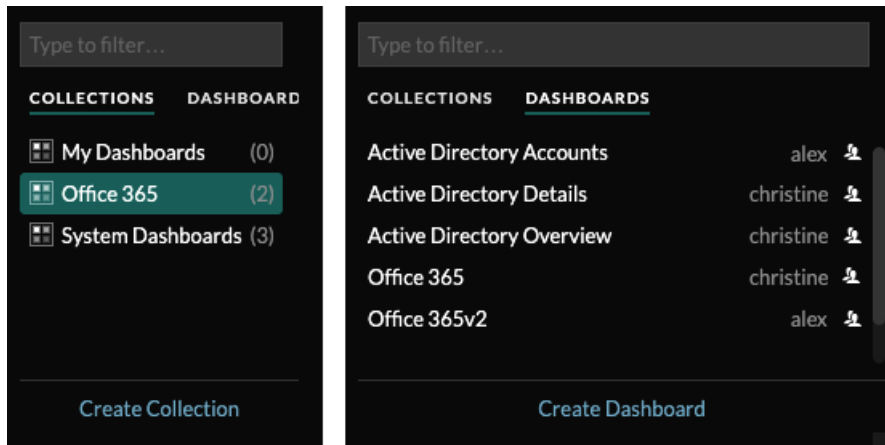 Type to filter...
COLLECTIONS DASHBOARD
My Dashboards (0)
Office 365 (2)
System Dashboards (3)
Create Collection
Type to filter...
COLLECTIONS DASHBOARDS
Active Directory Accounts alex
Active Directory Details christine
Active Directory Overview christine
Office 365 christine
Office 365v2 alex
Create Dashboard